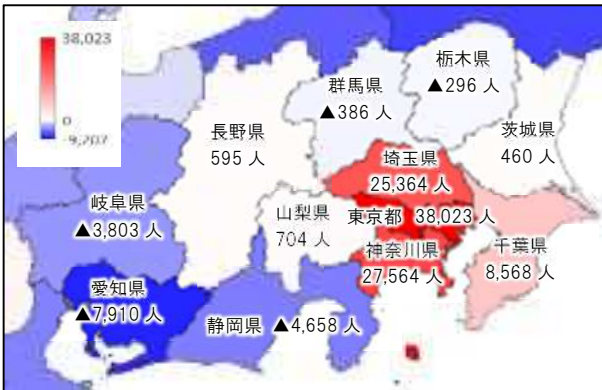 38,023
0
-9,207
栃木県
▲296 人
群馬県
▲386 人
茨城県
460 人
長野県
595 人
埼玉県
25,364 人
岐阜県
▲3,803 人
山梨県
704 人
東京都 38,023 人
神奈川県
27,564 人
千葉県
8,568 人
愛知県
▲7,910 人
静岡県 ▲4,658 人